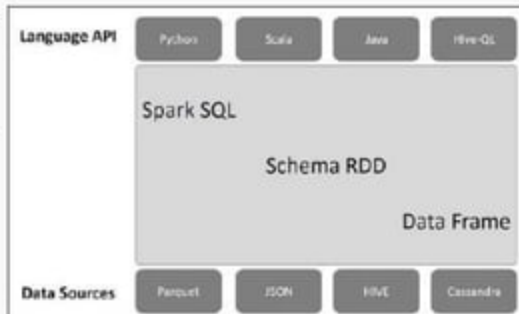 Language API Python Scala Java Hive-QL
Spark SQL
Schema RDD
Data Frame
Data Sources Parquet JSON HIVE Cassandra